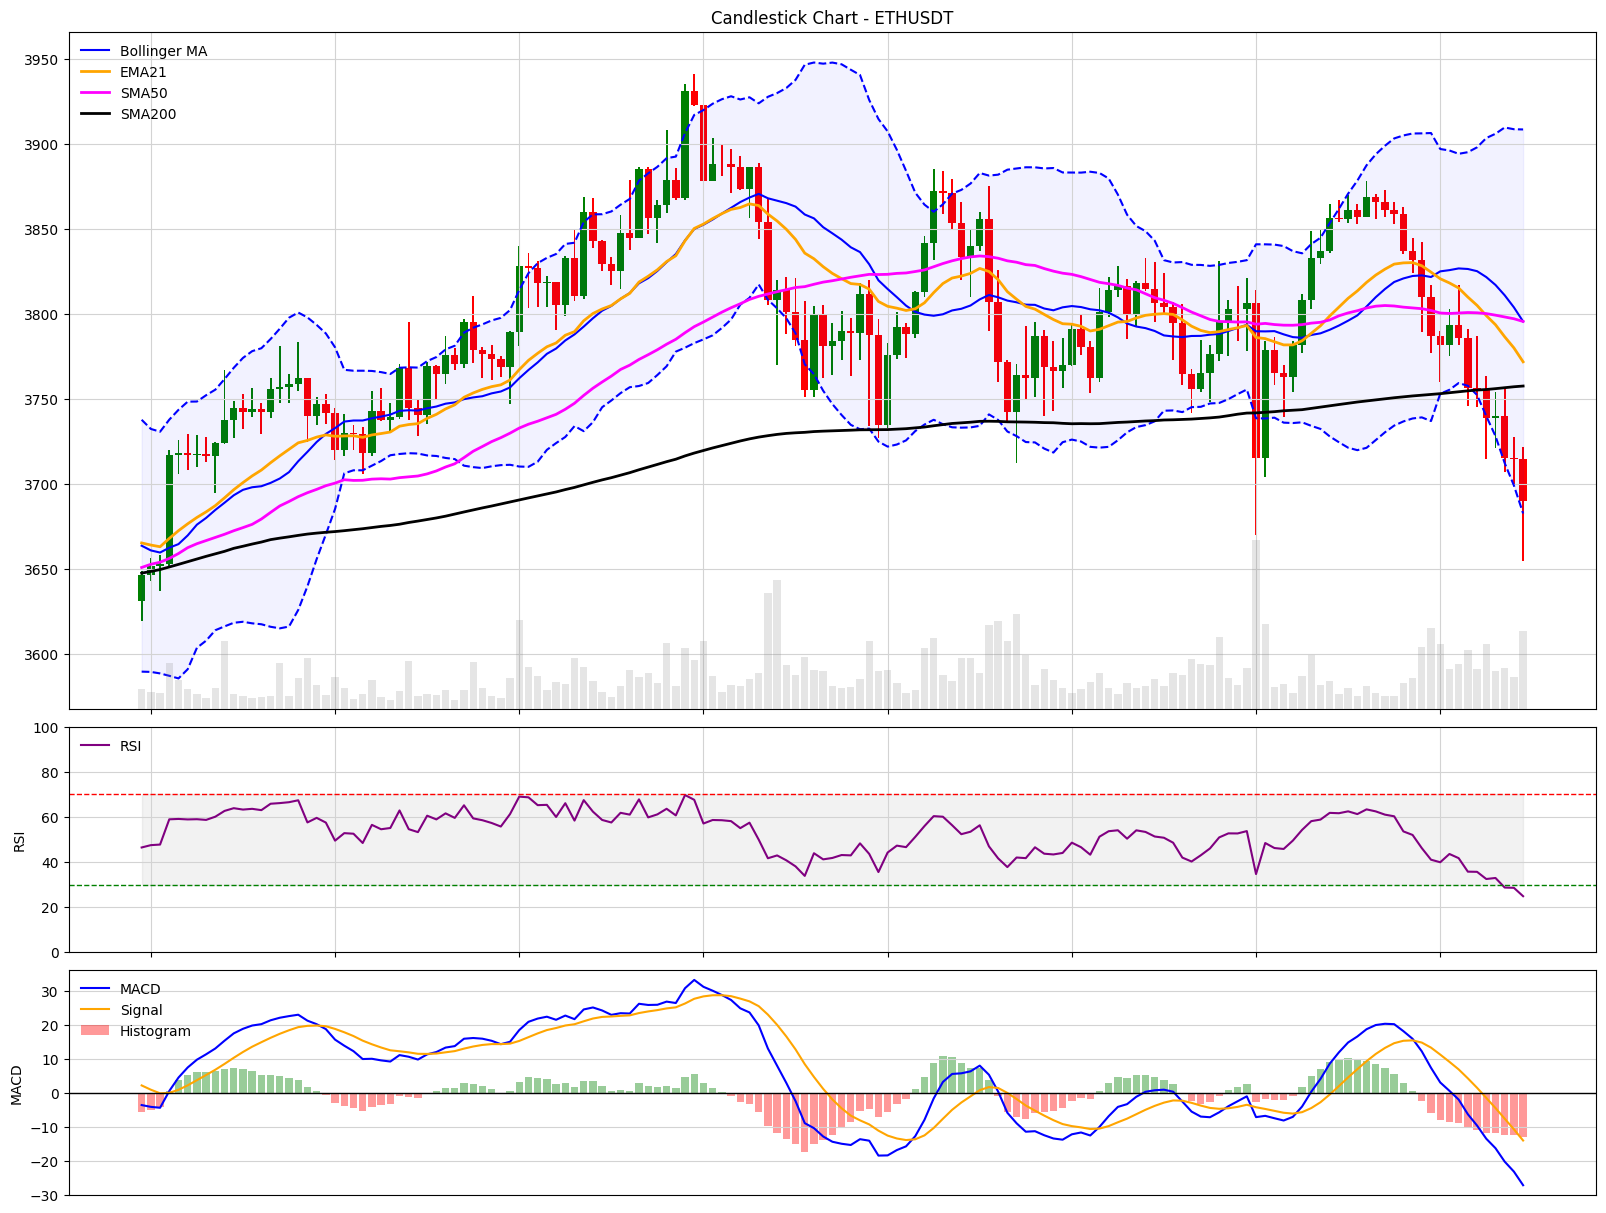 Candlestick Chart - ETHUSDT
Bollinger MA
EMA21
SMA50
SMA200
3950
3900
3850
3800
3750
3700
3650
3600
RSI
RSI
100
80
60
40
20
0
MACD
Signal
Histogram
MACD
30
20
10
0
−10
−20
−30